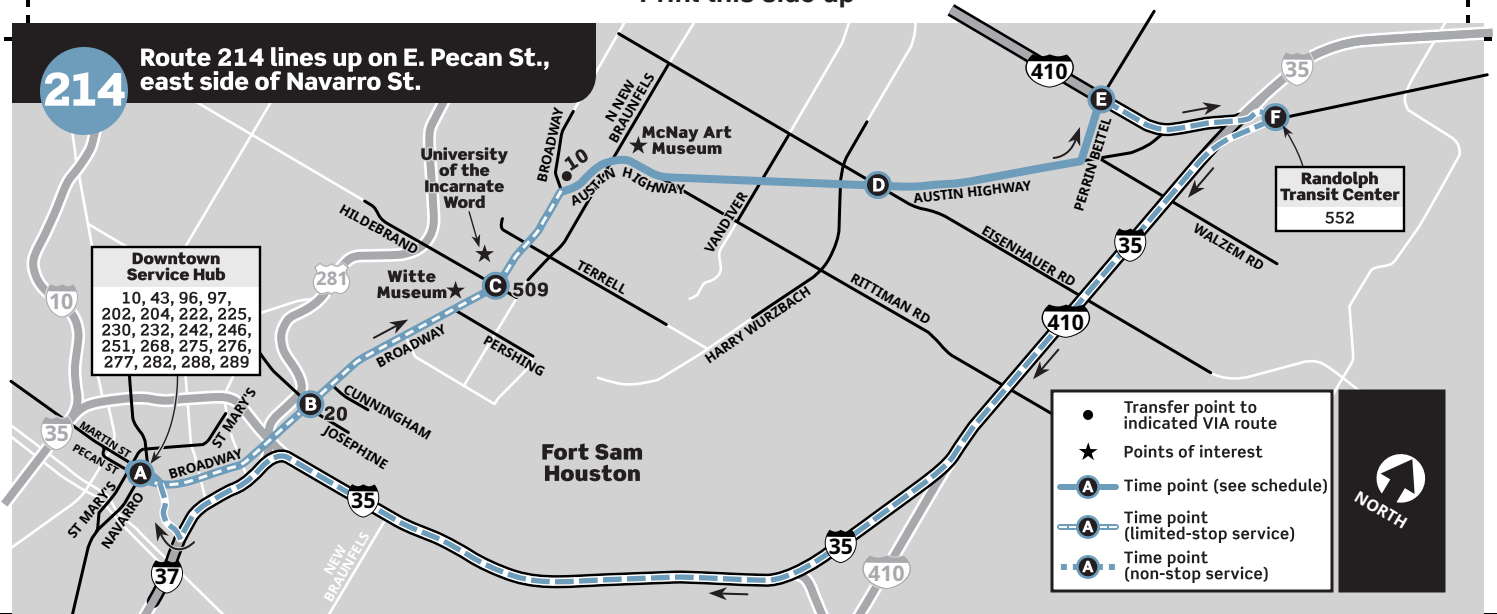 Print this side up
214
Route 214 lines up on E. Pecan St.,
east side of Navarro St.
410
35
E
F
N NEW
BRAUNFELS
BROADWAY
10
McNay Art
Museum
University
of the
Incarnate
Word
AUSTIN HIGHWAY
D
AUSTIN HIGHWAY
PERRIN BEITEL
Randolph
Transit Center
552
HILDEBRAND
VANDIVER
EISENHAUER RD
35
WALZEM RD
Downtown
Service Hub
10, 43, 96, 97,
202, 204, 222, 225,
230, 232, 242, 246,
251, 268, 275, 276,
277, 282, 288, 289
10
281
Witte
Museum
C
509
TERRELL
RITTIMAN RD
HARRY WURZBACH
410
BROADWAY
PERSHING
B
20
CUNNINGHAM
JOSEPHINE
ST MARY'S
35
MARTIN ST
PECAN ST
A
BROADWAY
ST MARY'S
NAVARRO
Fort Sam
Houston
35
35
37
NEW
BRAUNFELS
410
Transfer point to
indicated VIA route
Points of interest
A
Time point (see schedule)
A
Time point
(limited-stop service)
A
Time point
(non-stop service)
NORTH